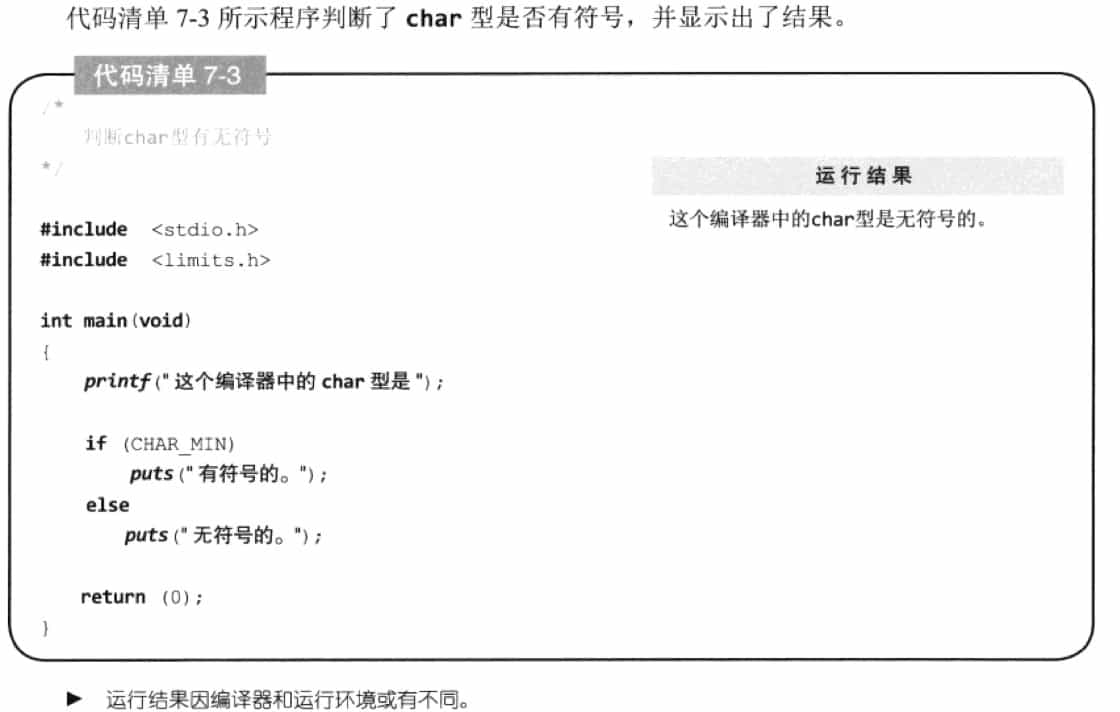 代码清单 7-3 所示程序判断了 char 型是否有符号，并显示出了结果。
代码清单 7-3
/*
判断char型有无符号
*/
运行结果
这个编译器中的char型是无符号的。
#include <stdio.h>
#include <limits.h>
int main(void)
{
printf("这个编译器中的 char 型是");
if (CHAR_MIN)
puts("有符号的。");
else
puts("无符号的。");
return (0);
}
► 运行结果因编译器和运行环境或有不同。